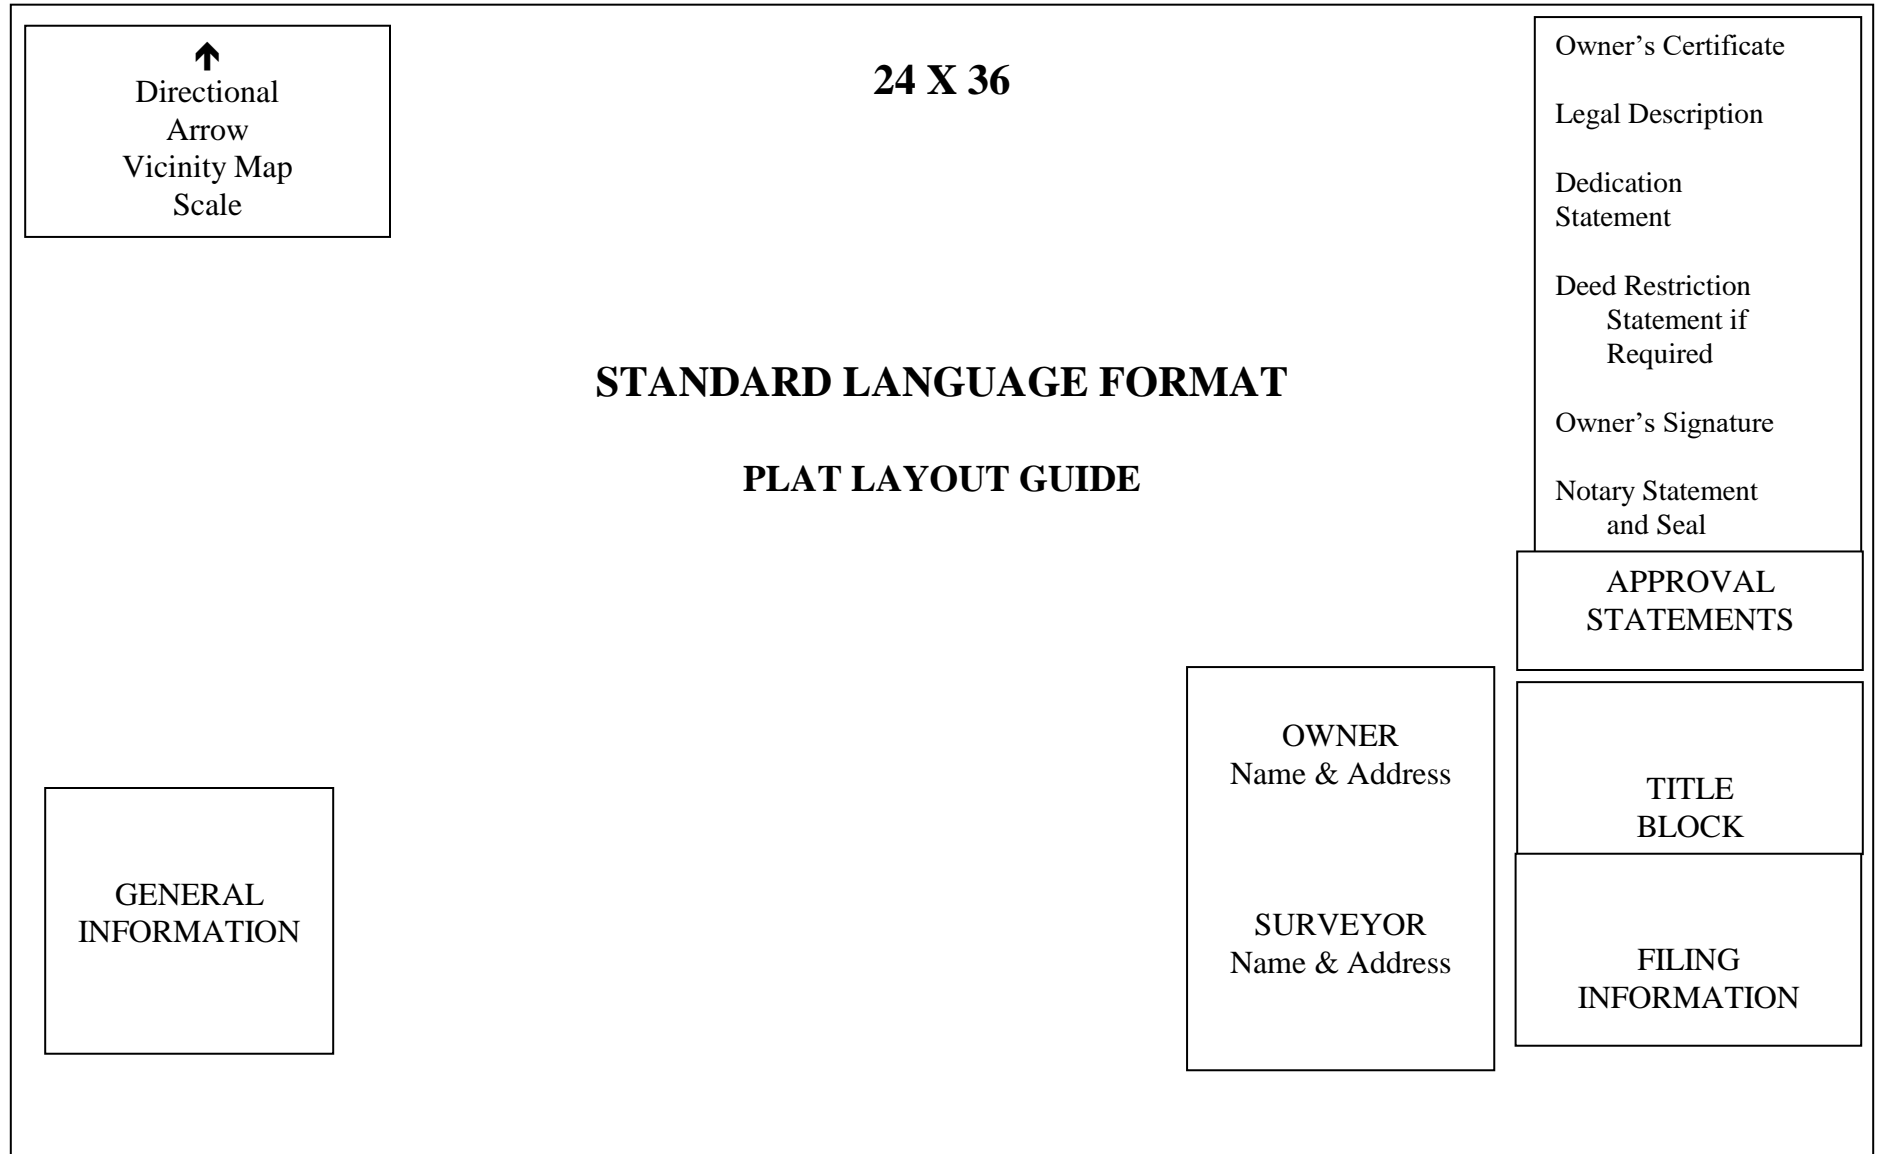 Directional
Arrow
Vicinity Map
Scale
24 X 36
STANDARD LANGUAGE FORMAT
PLAT LAYOUT GUIDE
Owner’s Certificate
Legal Description
Dedication
Statement
Deed Restriction
Statement if
Required
Owner’s Signature
Notary Statement
and Seal
APPROVAL
STATEMENTS
OWNER
Name & Address
SURVEYOR
Name & Address
TITLE
BLOCK
FILING
INFORMATION
GENERAL
INFORMATION